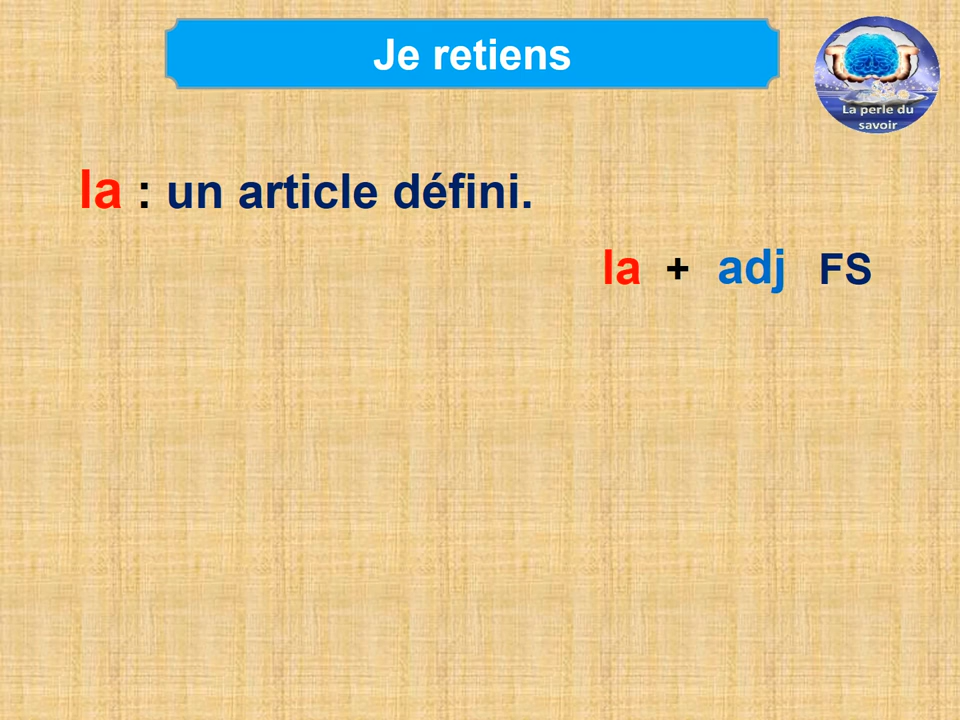 Je retiens
La perle du
savoir
la : un article défini.
la + adj FS